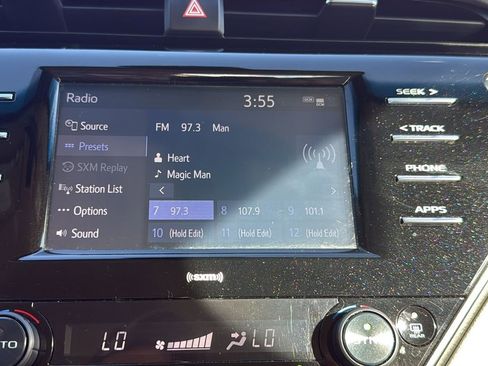 Radio 3:55
Source FM 97.3 Man
Presets
SXM Replay Heart
Station List Magic Man
Options 7 97.3 8 107.9 9 101.1
Sound 10 (Hold Edit) 11 (Hold Edit) 12 (Hold Edit)
SEEK >
< TRACK
PHONE
APPS
((sxm))
LO LO
REAR